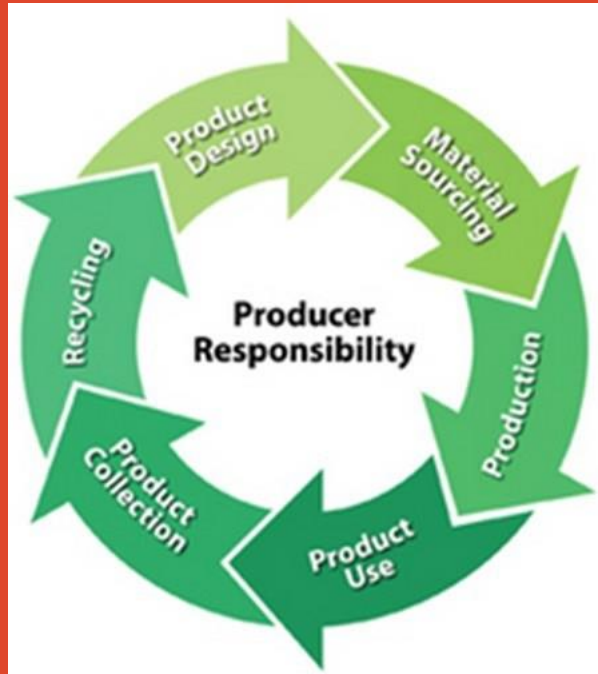 Product
Design
Material
Sourcing
Production
Product
Use
Product
Collection
Recycling
Producer
Responsibility